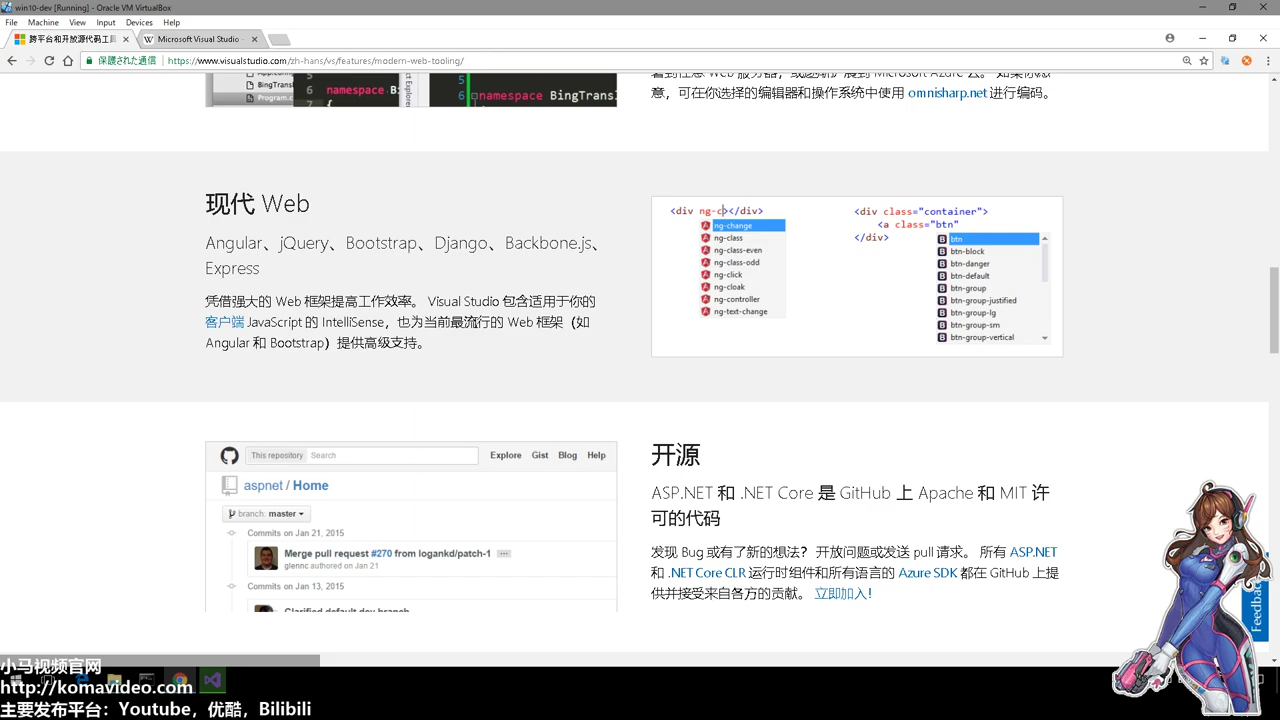 win10-dev [Running] - Oracle VM VirtualBox
File Machine View Input Devices Help
跨平台和开放源代码工具
Microsoft Visual Studio -
保護された通信
https://www.visualstudio.com/zh-hans/vs/features/modern-web-tooling/
BingTransl
Program.c
5
6 namespace Bi
7 {
5
6 namespace BingTransl
意，可在你选择的编辑器和操作系统中使用 omnisharp.net 进行编码。
现代 Web
Angular、jQuery、Bootstrap、Django、Backbone.js、
Express
凭借强大的 Web 框架提高工作效率。 Visual Studio 包含适用于你的
客户端 JavaScript 的 IntelliSense，也为当前最流行的 Web 框架（如
Angular 和 Bootstrap）提供高级支持。
<div ng-c></div>
ng-change
ng-class
ng-class-even
ng-class-odd
ng-click
ng-cloak
ng-controller
ng-text-change
<div class="container">
<a class="btn"
</div>
btn
btn-block
btn-danger
btn-default
btn-group
btn-group-justified
btn-group-lg
btn-group-sm
btn-group-vertical
This repository Search Explore Gist Blog Help
aspnet / Home
branch: master
Commits on Jan 21, 2015
Merge pull request #270 from logankd/patch-1
glennc authored on Jan 21
Commits on Jan 13, 2015
Clarified default dev branch
开源
ASP.NET 和 .NET Core 是 GitHub 上 Apache 和 MIT 许
可的代码
发现 Bug 或有了新的想法？ 开放问题或发送 pull 请求。 所有 ASP.NET
和 .NET Core CLR 运行时组件和所有语言的 Azure SDK 都在 GitHub 上提
供并接受来自各方的贡献。 立即加入!
Feedbac
小马视频官网
http://komavideo.com
主要发布平台：Youtube，优酷，Bilibili